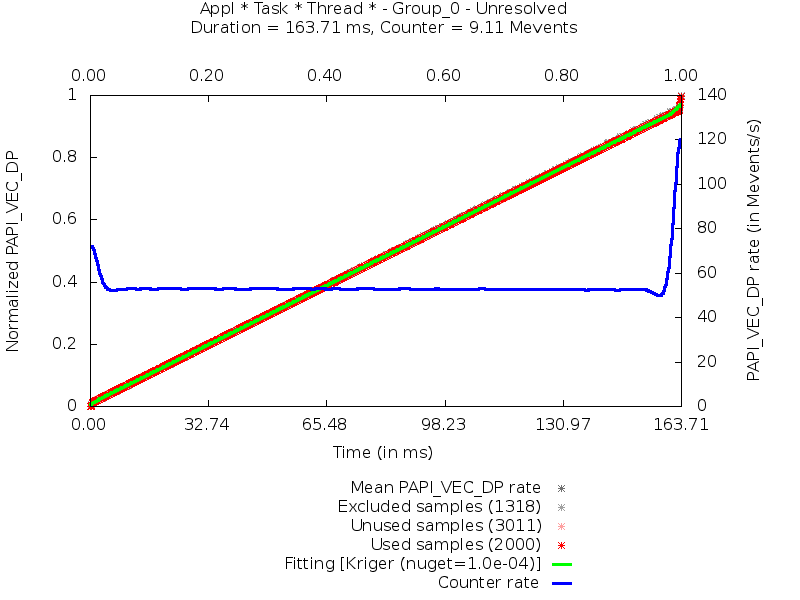 Appl * Task * Thread * - Group_0 - Unresolved
Duration = 163.71 ms, Counter = 9.11 Mevents
0.00 0.20 0.40 0.60 0.80 1.00
1
0.8
0.6
0.4
0.2
0
Normalized PAPI_VEC_DP
140
120
100
80
60
40
20
0
PAPI_VEC_DP rate (in Mevents/s)
0.00 32.74 65.48 98.23 130.97 163.71
Time (in ms)
Mean PAPI_VEC_DP rate
Excluded samples (1318)
Unused samples (3011)
Used samples (2000)
Fitting [Kriger (nuget=1.0e-04)]
Counter rate